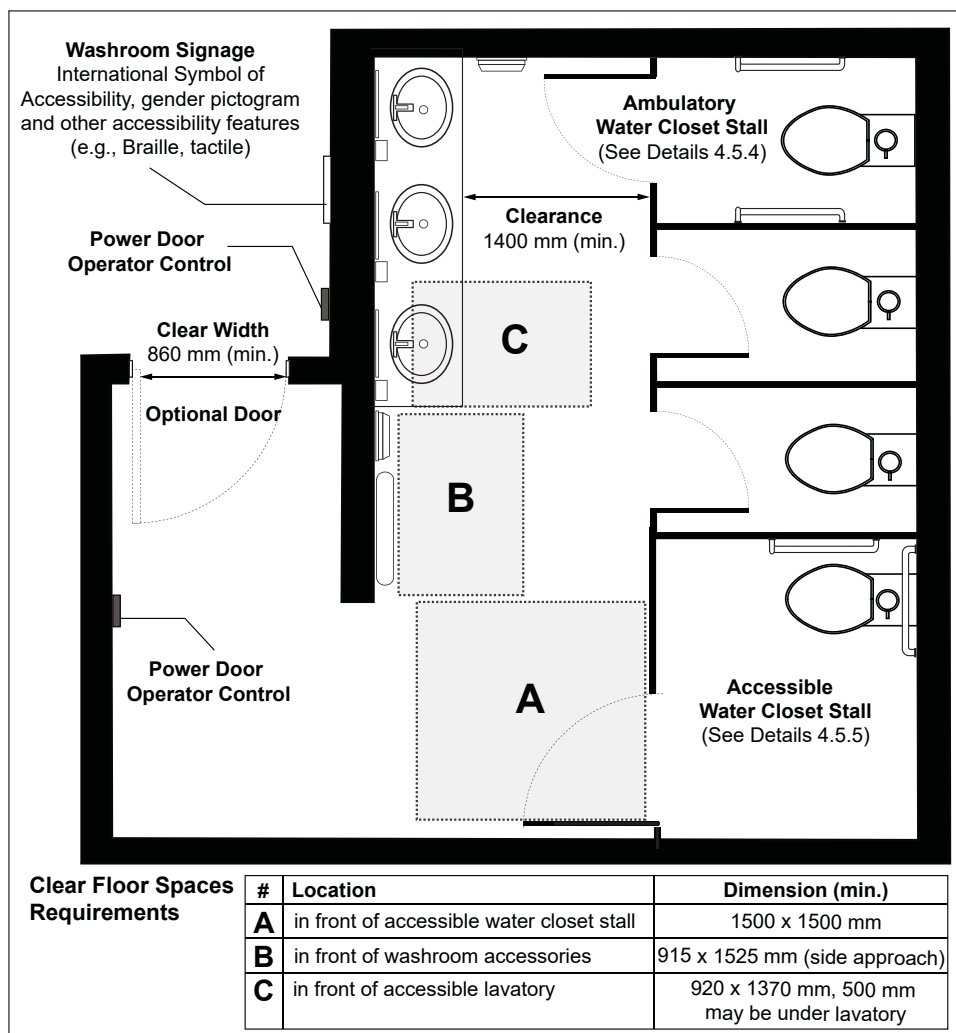 Washroom Signage
International Symbol of
Accessibility, gender pictogram
and other accessibility features
(e.g., Braille, tactile)
Ambulatory
Water Closet Stall
(See Details 4.5.4)
Clearance
1400 mm (min.)
Power Door
Operator Control
Clear Width
860 mm (min.)
Optional Door
C
B
A
Power Door
Operator Control
Accessible
Water Closet Stall
(See Details 4.5.5)
Clear Floor Spaces
Requirements
# Location Dimension (min.)
A in front of accessible water closet stall 1500 x 1500 mm
B in front of washroom accessories 915 x 1525 mm (side approach)
C in front of accessible lavatory 920 x 1370 mm, 500 mm
may be under lavatory